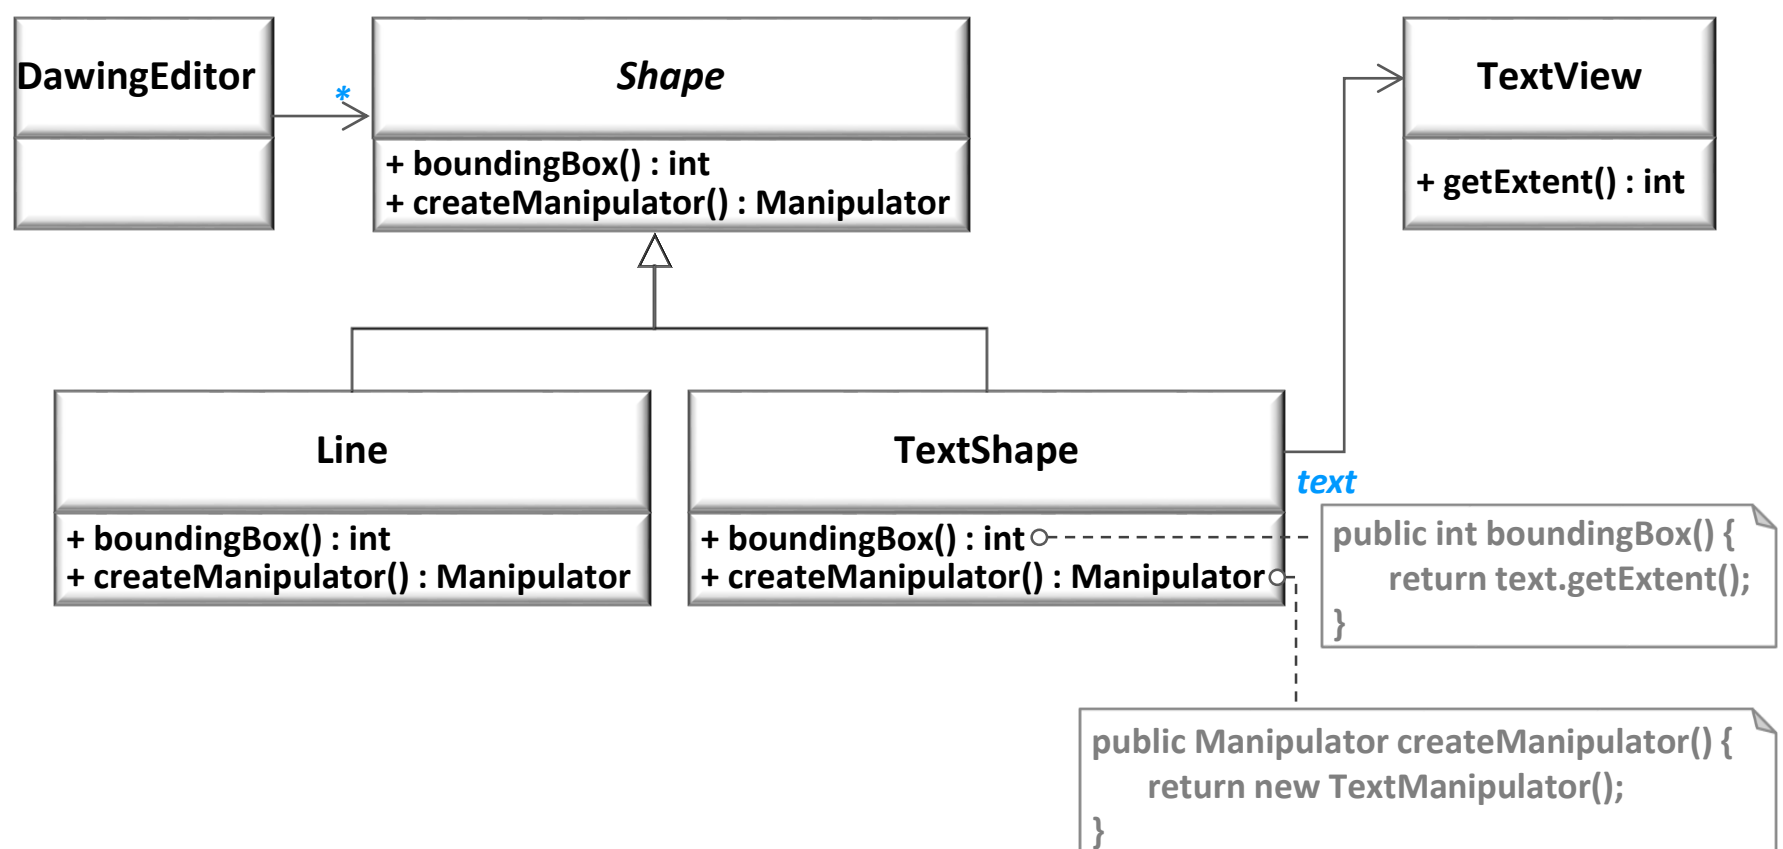 DawingEditor
*
Shape
+ boundingBox() : int
+ createManipulator() : Manipulator
TextView
+ getExtent() : int
Line
+ boundingBox() : int
+ createManipulator() : Manipulator
TextShape
+ boundingBox() : int
+ createManipulator() : Manipulator
text
public int boundingBox() {
return text.getExtent();
}
public Manipulator createManipulator() {
return new TextManipulator();
}